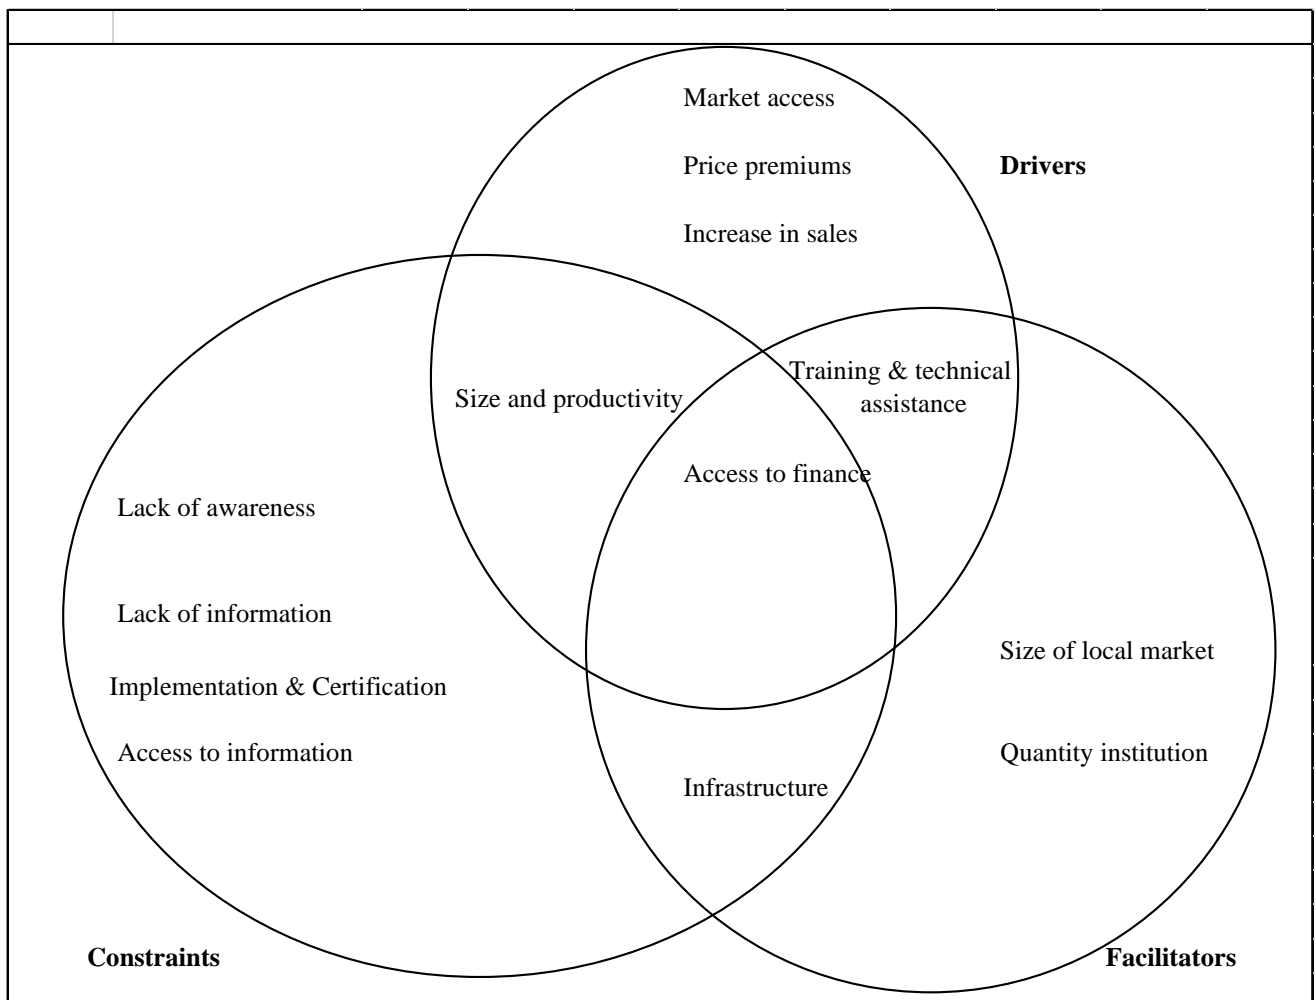 Market access
Price premiums
Drivers
Increase in sales
Training & technical
assistance
Size and productivity
Access to finance
Lack of awareness
Lack of information
Size of local market
Implementation & Certification
Access to information
Quantity institution
Infrastructure
Constraints
Facilitators